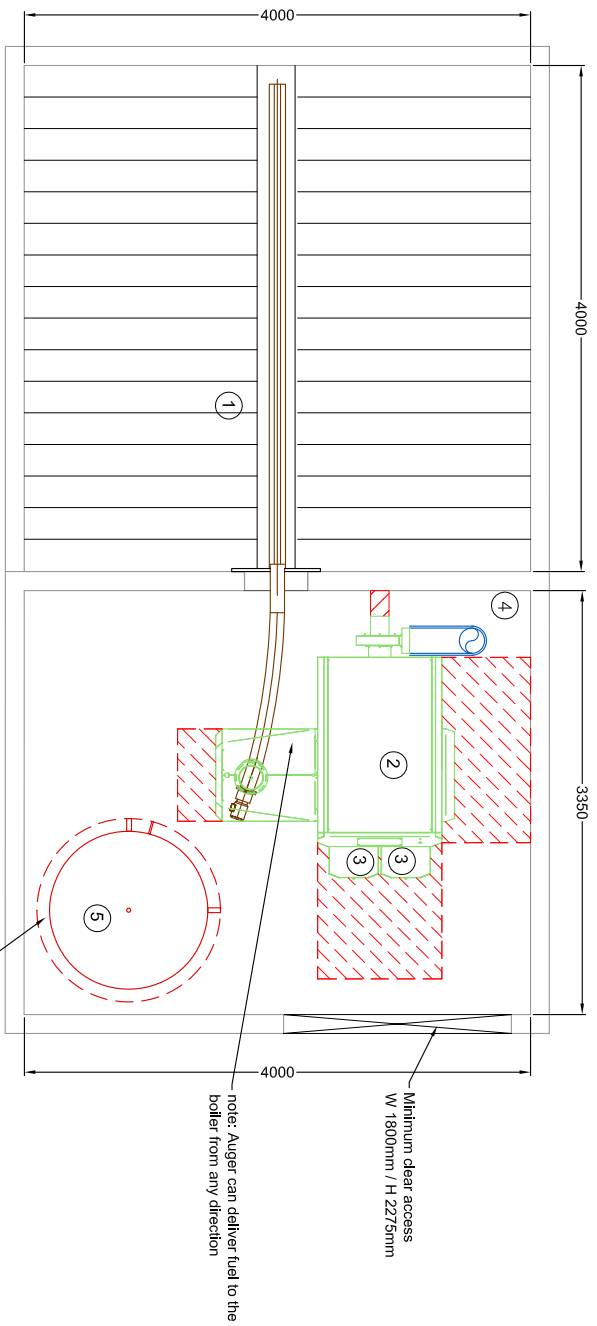 4000
4000
1
4
3350
2
3
3
5
4000
Minimum clear access
W 1800mm / H 2275mm
note: Auger can deliver fuel to the
boiler from any direction